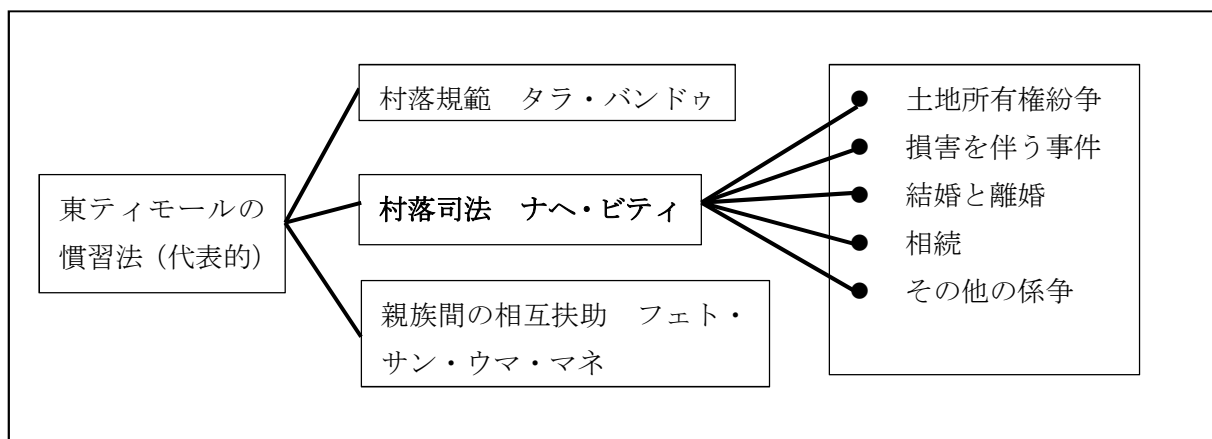 東ティモールの
慣習法（代表的）
村落規範　タラ・バンドゥ
村落司法　ナヘ・ビティ
親族間の相互扶助　フェト・
サン・ウマ・マネ
土地所有権紛争
損害を伴う事件
結婚と離婚
相続
その他の係争